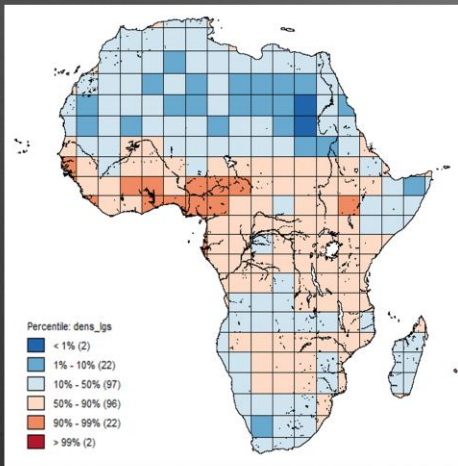 Percentile: dens_lgs
< 1% (2)
1% - 10% (22)
10% - 50% (97)
50% - 90% (96)
90% - 99% (22)
> 99% (2)